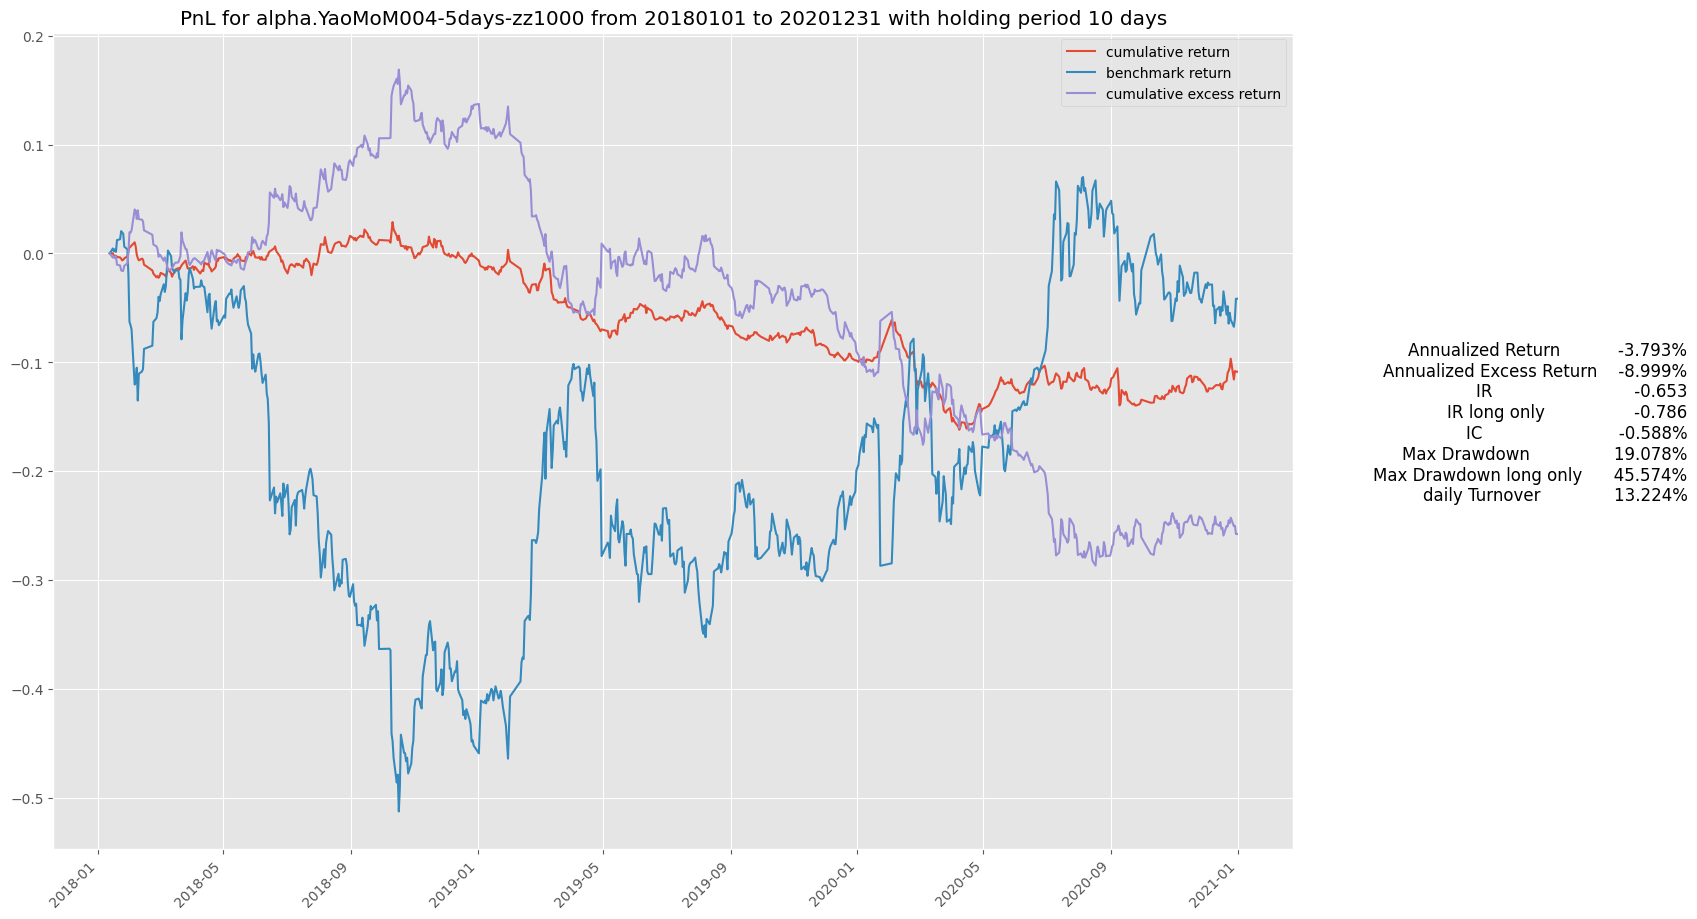 PnL for alpha.YaoMoM004-5days-zz1000 from 20180101 to 20201231 with holding period 10 days
cumulative return
benchmark return
cumulative excess return
0.2
0.1
0.0
−0.1
−0.2
−0.3
−0.4
−0.5
2018-01
2018-05
2018-09
2019-01
2019-05
2019-09
2020-01
2020-05
2020-09
2021-01
Annualized Return -3.793%
Annualized Excess Return -8.999%
IR -0.653
IR long only -0.786
IC -0.588%
Max Drawdown 19.078%
Max Drawdown long only 45.574%
daily Turnover 13.224%